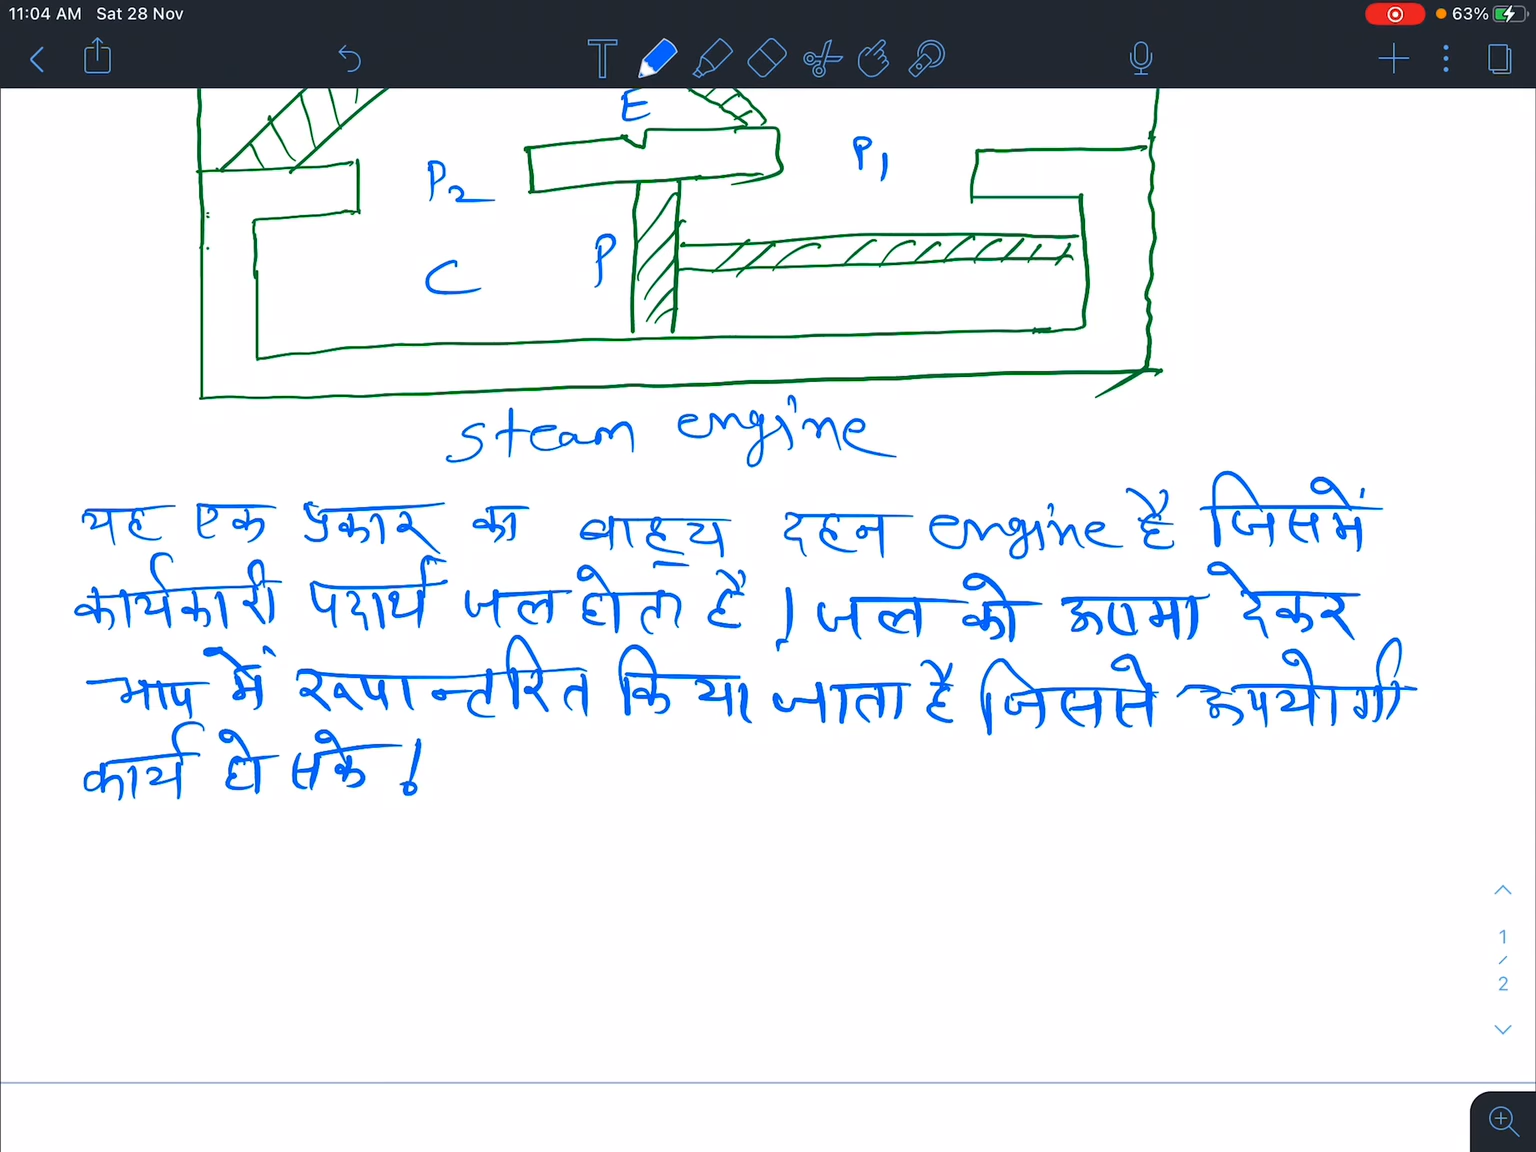 11:04 AM Sat 28 Nov 63%
T
E
P1
P2
P
C
steam engine
यह एक प्रकार का बाह्य दहन engine है जिसमें
कार्यकारी पदार्थ जल होता है । जल को ऊष्मा देकर
भाप में रूपान्तरित किया जाता है जिससे ऊपयोगी
कार्य हो सके !
1
/
2